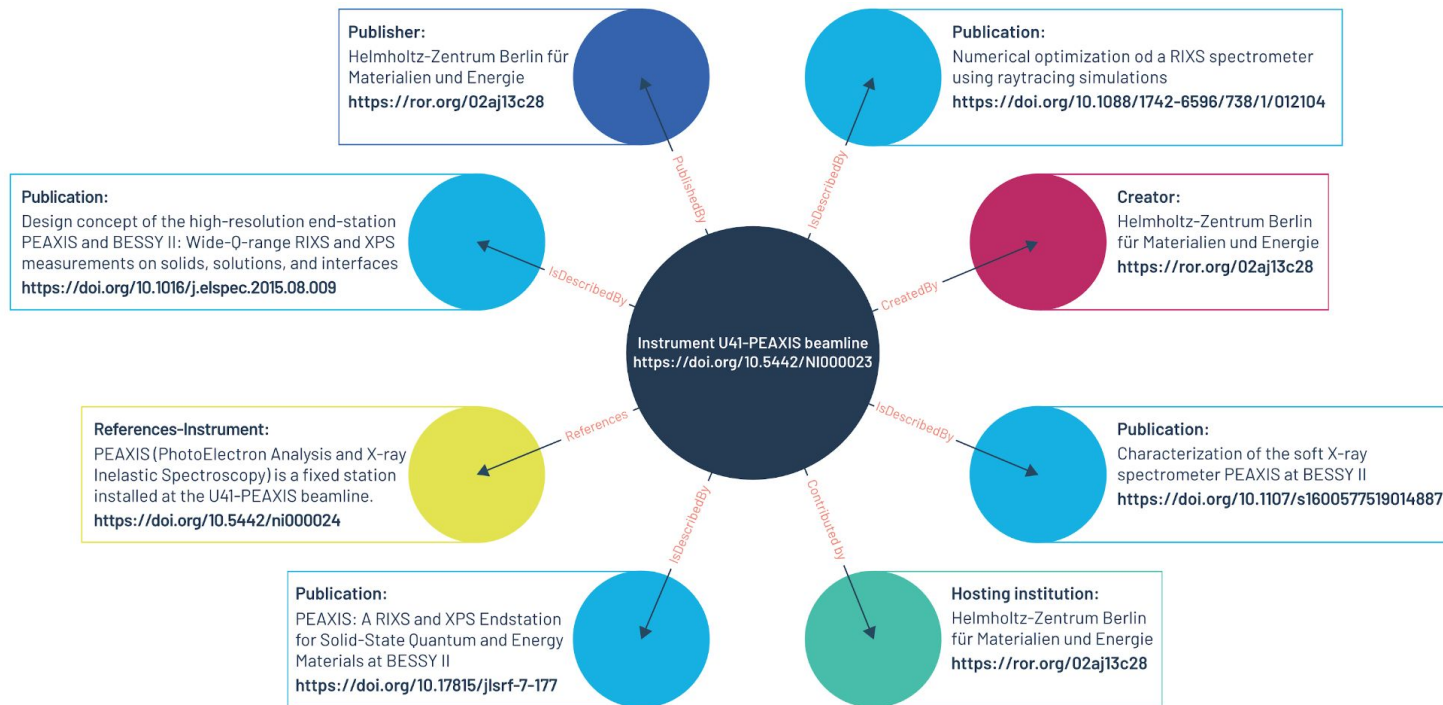 Publisher:
Helmholtz-Zentrum Berlin für
Materialien und Energie
https://ror.org/02aj13c28
Publication:
Numerical optimization od a RIXS spectrometer
using raytracing simulations
https://doi.org/10.1088/1742-6596/738/1/012104
PublishedBy
IsDescribedBy
Publication:
Design concept of the high-resolution end-station
PEAXIS and BESSY II: Wide-Q-range RIXS and XPS
measurements on solids, solutions, and interfaces
https://doi.org/10.1016/j.elspec.2015.08.009
IsDescribedBy
Creator:
Helmholtz-Zentrum Berlin
für Materialien und Energie
https://ror.org/02aj13c28
CreatedBy
Instrument U41-PEAXIS beamline
https://doi.org/10.5442/NI000023
References-Instrument:
PEAXIS (PhotoElectron Analysis and X-ray
Inelastic Spectroscopy) is a fixed station
installed at the U41-PEAXIS beamline.
https://doi.org/10.5442/ni000024
References
IsDescribedBy
Publication:
Characterization of the soft X-ray
spectrometer PEAXIS at BESSY II
https://doi.org/10.1107/s1600577519014887
IsDescribedBy
Contributed by
Publication:
PEAXIS: A RIXS and XPS Endstation
for Solid-State Quantum and Energy
Materials at BESSY II
https://doi.org/10.17815/jlsrf-7-177
Hosting institution:
Helmholtz-Zentrum Berlin
für Materialien und Energie
https://ror.org/02aj13c28